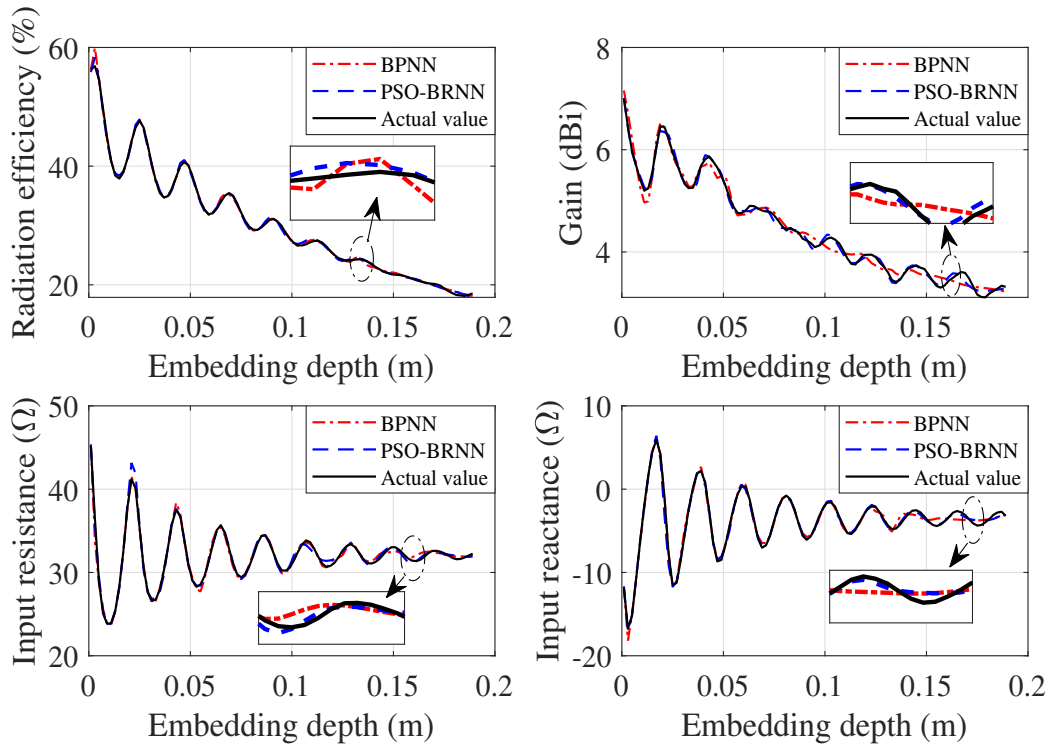 Radiation efficiency (%)
60
40
20
0
0.05
0.1
0.15
0.2
Embedding depth (m)
BPNN
PSO-BRNN
Actual value
Gain (dBi)
8
6
4
0
0.05
0.1
0.15
0.2
Embedding depth (m)
BPNN
PSO-BRNN
Actual value
Input resistance (Ω)
50
40
30
20
0
0.05
0.1
0.15
0.2
Embedding depth (m)
BPNN
PSO-BRNN
Actual value
Input reactance (Ω)
10
0
-10
-20
0
0.05
0.1
0.15
0.2
Embedding depth (m)
BPNN
PSO-BRNN
Actual value